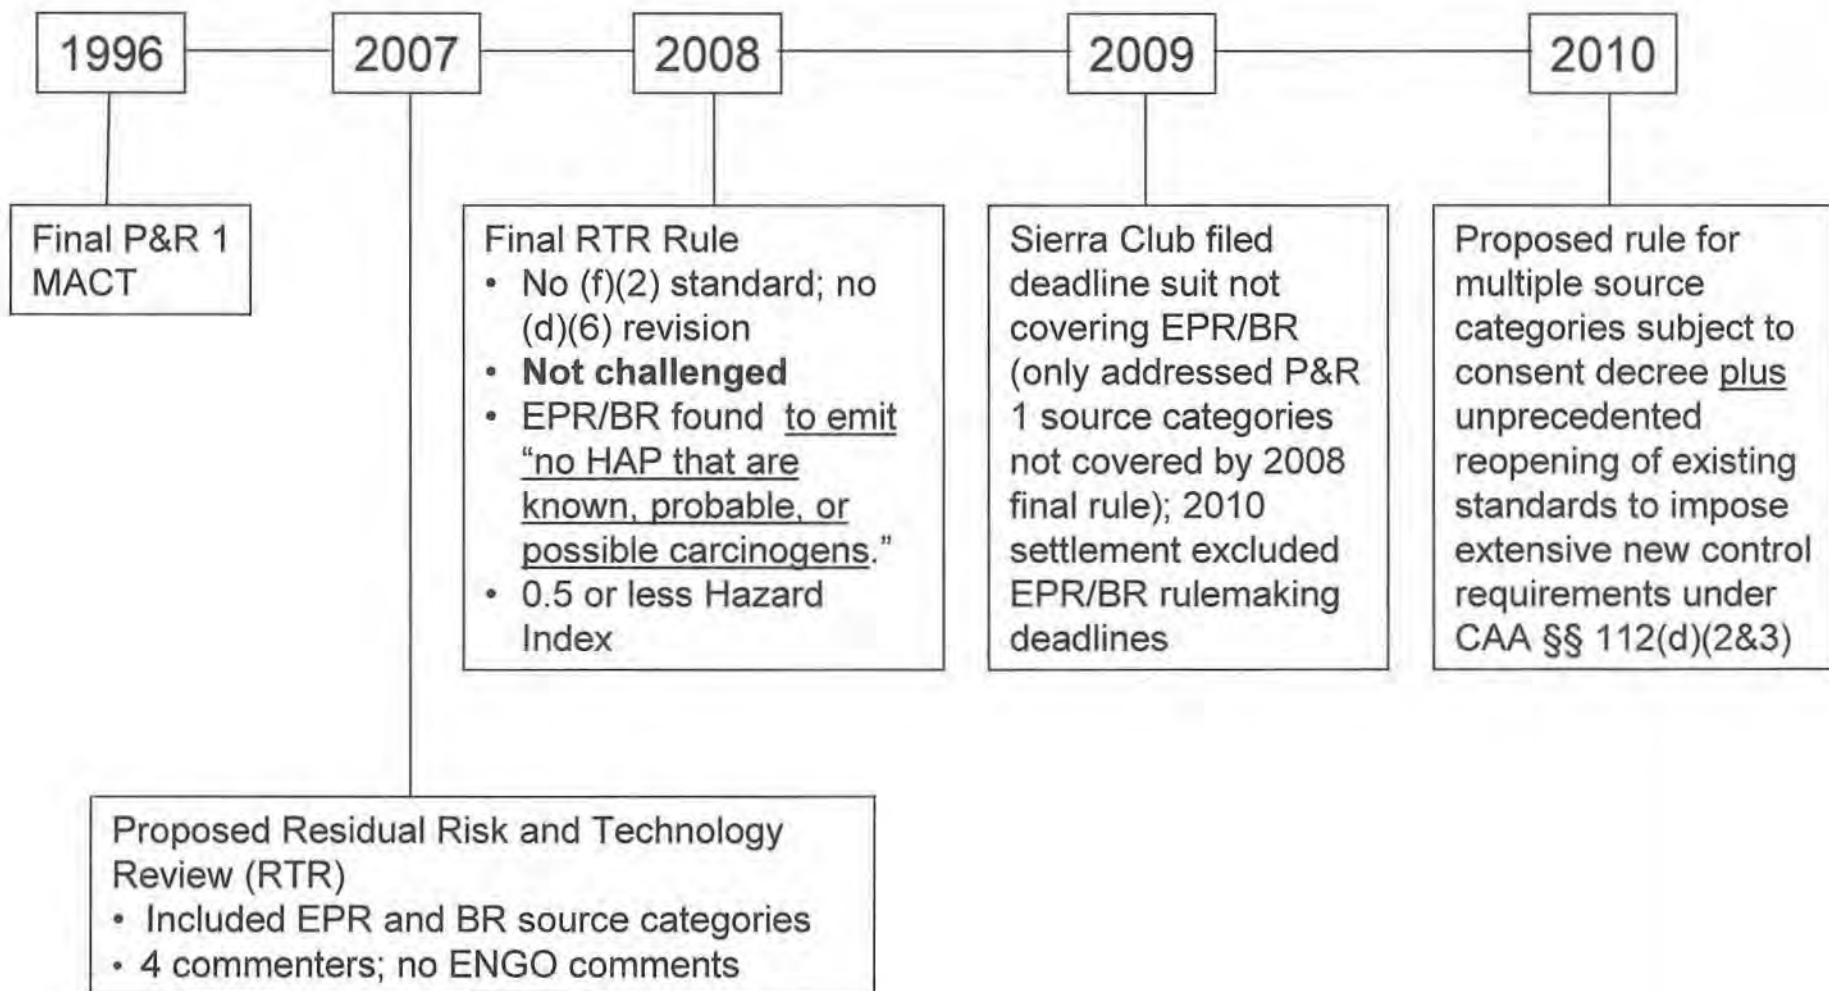 1996
2007
2008
2009
2010
Final P&R 1
MACT
Final RTR Rule
• No (f)(2) standard; no
(d)(6) revision
• Not challenged
• EPR/BR found to emit
“no HAP that are
known, probable, or
possible carcinogens.”
• 0.5 or less Hazard
Index
Sierra Club filed
deadline suit not
covering EPR/BR
(only addressed P&R
1 source categories
not covered by 2008
final rule); 2010
settlement excluded
EPR/BR rulemaking
deadlines
Proposed rule for
multiple source
categories subject to
consent decree plus
unprecedented
reopening of existing
standards to impose
extensive new control
requirements under
CAA §§ 112(d)(2&3)
Proposed Residual Risk and Technology
Review (RTR)
• Included EPR and BR source categories
• 4 commenters; no ENGO comments